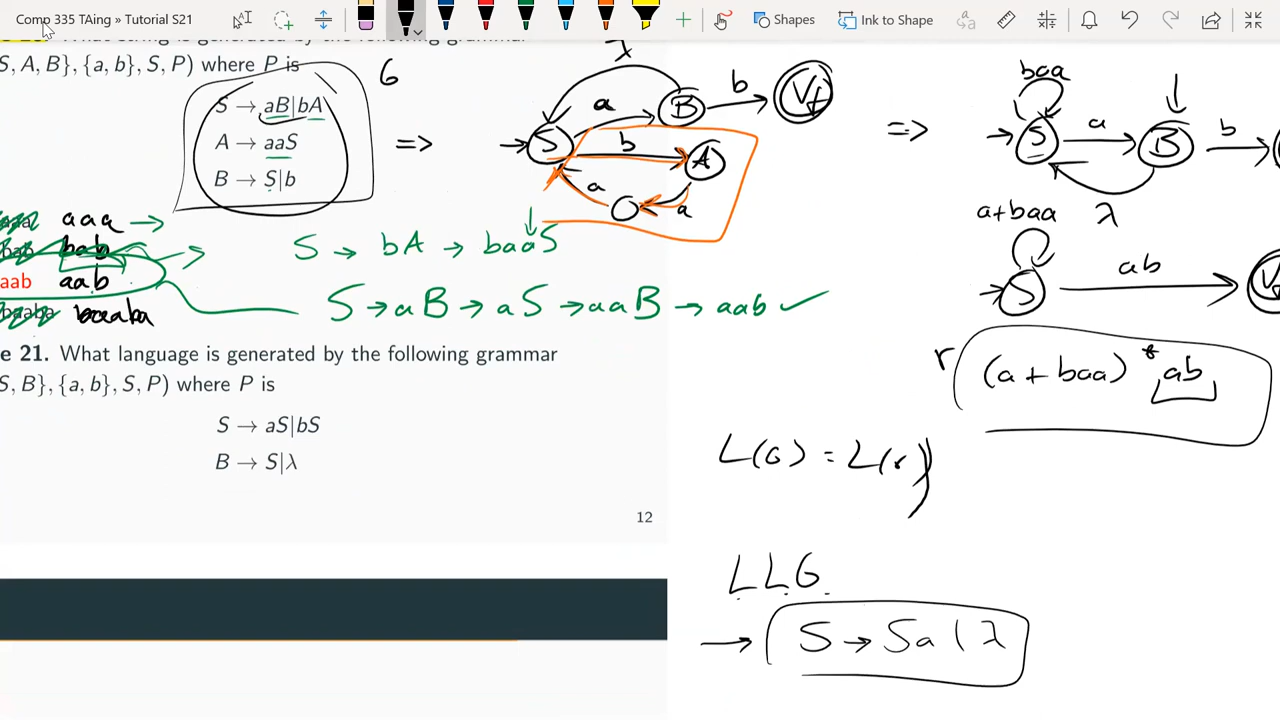 Comp 335 TAing » Tutorial S21
Shapes
Ink to Shape
S, A, B}, {a, b}, S, P) where P is
S → aB|bA
A → aaS
B → S|b
G
⇒
S
a
λ
B
b
Vf
b
A
a
a
⇒
baa
S
a
B
b
λ
a+baa
S
ab
aaa →
bab
aab aab
baaba
S → bA → baaS
S → aB → aS → aaB → aab ✓
r (a + baa)* ab
e 21. What language is generated by the following grammar
S, B}, {a, b}, S, P) where P is
S → aS|bS
B → S|λ
L(G) = L(r)
12
LLG
→ S → Sa | λ